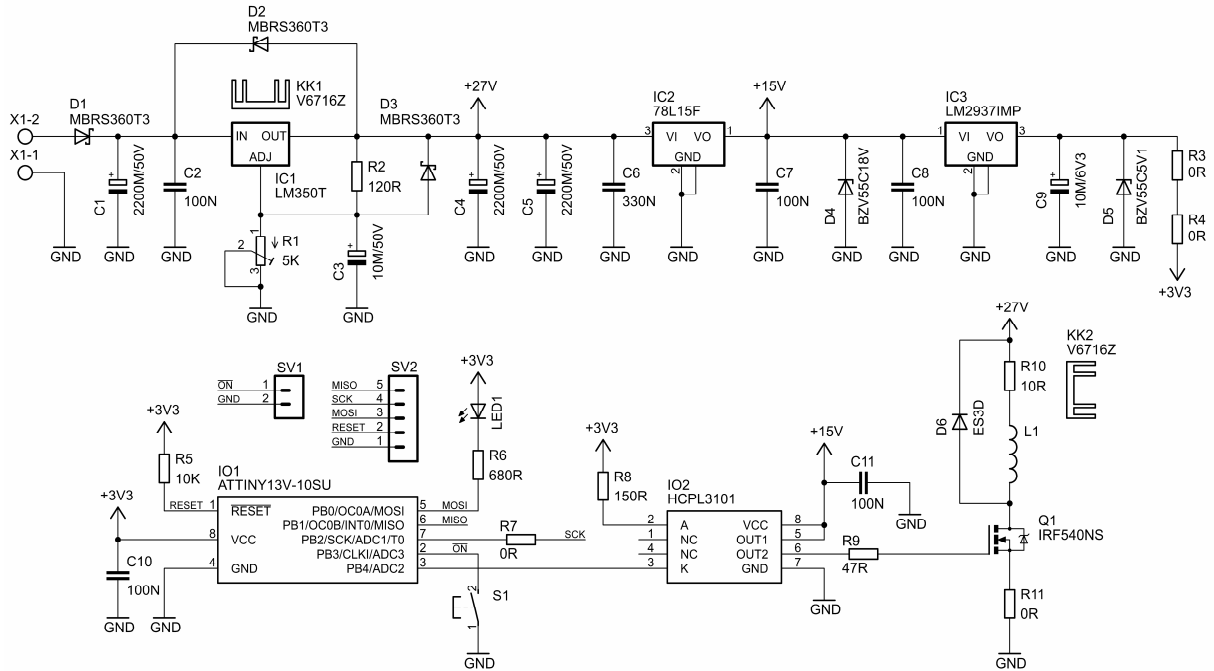 D2
MBRS360T3
KK1
V6716Z
D1
MBRS360T3
X1-2
X1-1
IN OUT
ADJ
IC1
LM350T
C1
2200M/50V
C2
100N
R2
120R
D3
MBRS360T3
R1
5K
1
2
3
C3
10M/50V
+27V
C4
2200M/50V
C5
2200M/50V
C6
330N
IC2
78L15F
3 VI VO 1
GND
2
+15V
C7
100N
D4
BZV55C18V
C8
100N
IC3
LM2937IMP
1 VI VO 3
GND
2
C9
10M/6V3
D5
BZV55C5V1
R3
0R
R4
0R
+3V3
GND GND GND GND GND GND GND GND GND GND GND GND GND GND
GND GND
SV1
ON 1
GND 2
SV2
MISO 5
SCK 4
MOSI 3
RESET 2
GND 1
+3V3
LED1
R6
680R
+3V3
R5
10K
IO1
ATTINY13V-10SU
RESET 1 RESET
+3V3
8 VCC
4 GND
PB0/OC0A/MOSI 5 MOSI
PB1/OC0B/INT0/MISO 6 MISO
PB2/SCK/ADC1/T0 7
PB3/CLKI/ADC3 2 ON
PB4/ADC2 3
R7
0R
SCK
C10
100N
GND GND
S1
2
1
GND
+3V3
R8
150R
IO2
HCPL3101
2 A VCC 8
1 NC OUT1 5
4 NC OUT2 6
3 K GND 7
+15V
C11
100N
GND
R9
47R
GND
+27V
R10
10R
D6
ES3D
L1
KK2
V6716Z
Q1
IRF540NS
R11
0R
GND